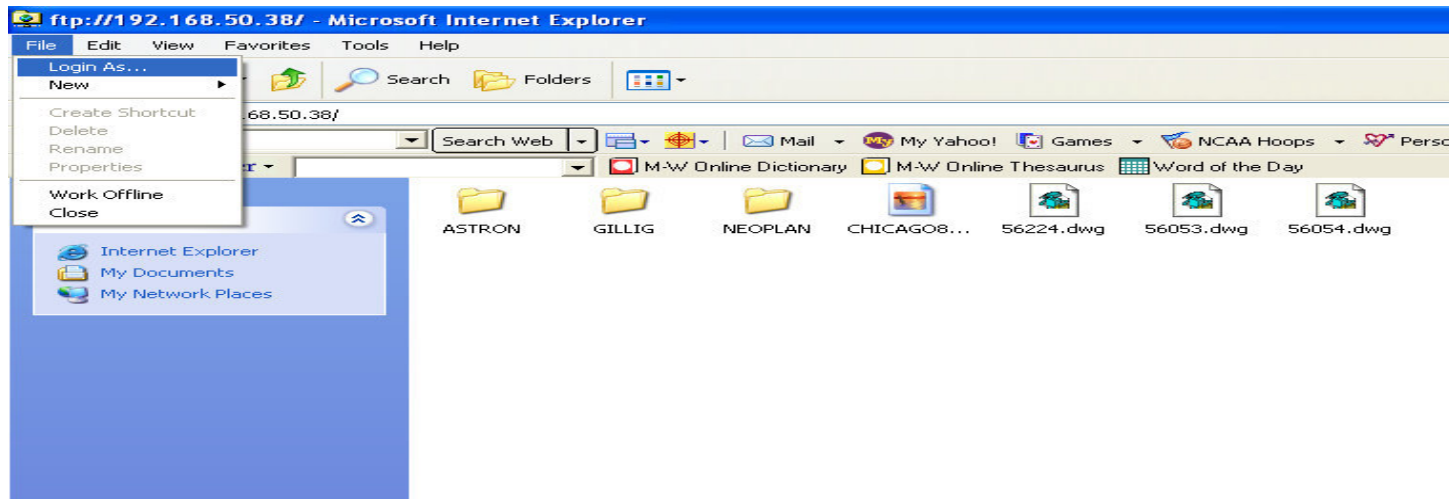 ftp://192.168.50.38/ - Microsoft Internet Explorer
File Edit View Favorites Tools Help
Login As...
New
Create Shortcut
Delete
Rename
Properties
Work Offline
Close
Search Folders
.68.50.38/
Search Web Mail My Yahoo! Games NCAA Hoops
M-W Online Dictionary M-W Online Thesaurus Word of the Day
ASTRON GILLIG NEOPLAN CHICAGO8... 56224.dwg 56053.dwg 56054.dwg
Internet Explorer
My Documents
My Network Places